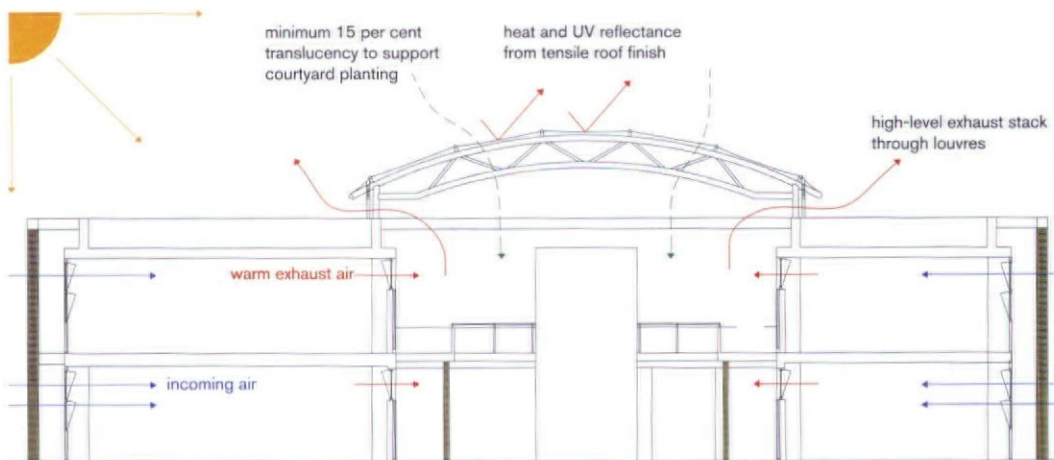 minimum 15 per cent
translucency to support
courtyard planting
heat and UV reflectance
from tensile roof finish
high-level exhaust stack
through louvres
warm exhaust air
incoming air